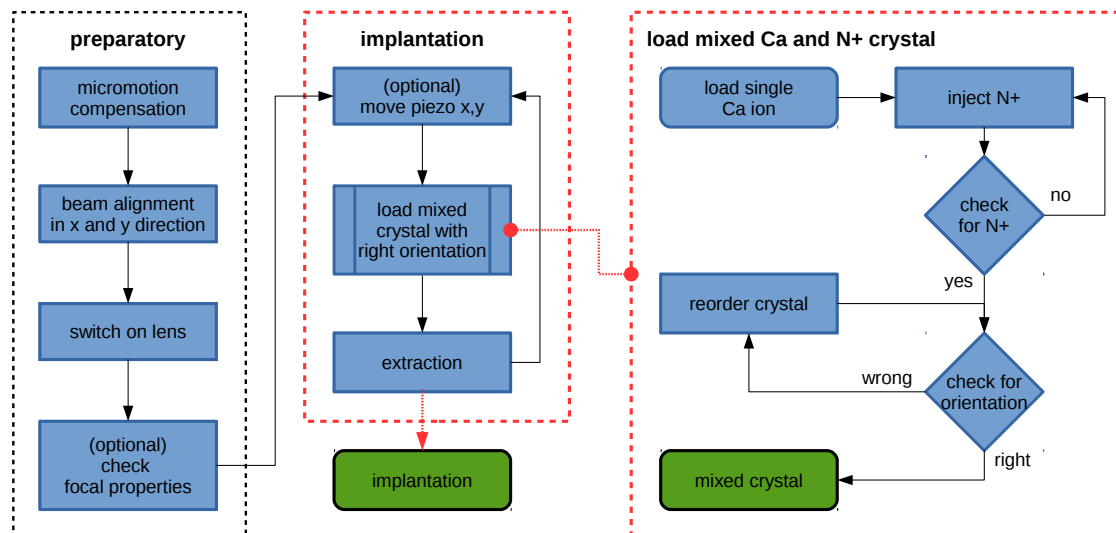 preparatory
micromotion
compensation
beam alignment
in x and y direction
switch on lens
(optional)
check
focal properties
implantation
(optional)
move piezo x,y
load mixed
crystal with
right orientation
extraction
implantation
load mixed Ca and N+ crystal
load single
Ca ion
inject N+
check
for N+
no
yes
reorder crystal
check for
orientation
wrong
right
mixed crystal